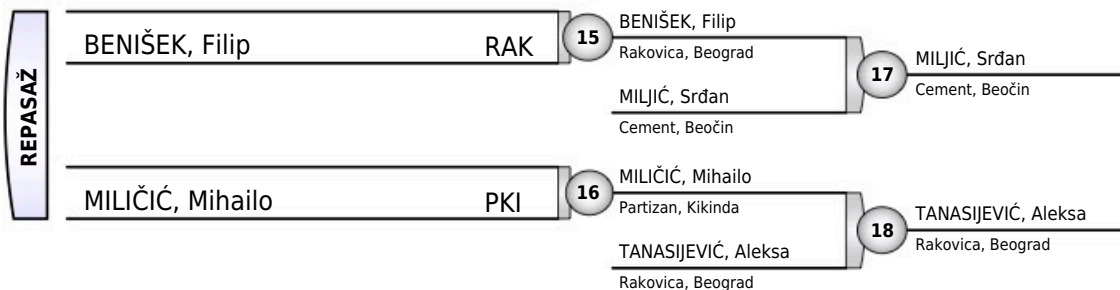 REPASAŽ
BENIŠEK, Filip RAK
15
BENIŠEK, Filip
Rakovica, Beograd
MILJIĆ, Srđan
Cement, Beočin
17
MILJIĆ, Srđan
Cement, Beočin
MILIČIĆ, Mihailo PKI
16
MILIČIĆ, Mihailo
Partizan, Kikinda
TANASIJEVIĆ, Aleksa
Rakovica, Beograd
18
TANASIJEVIĆ, Aleksa
Rakovica, Beograd